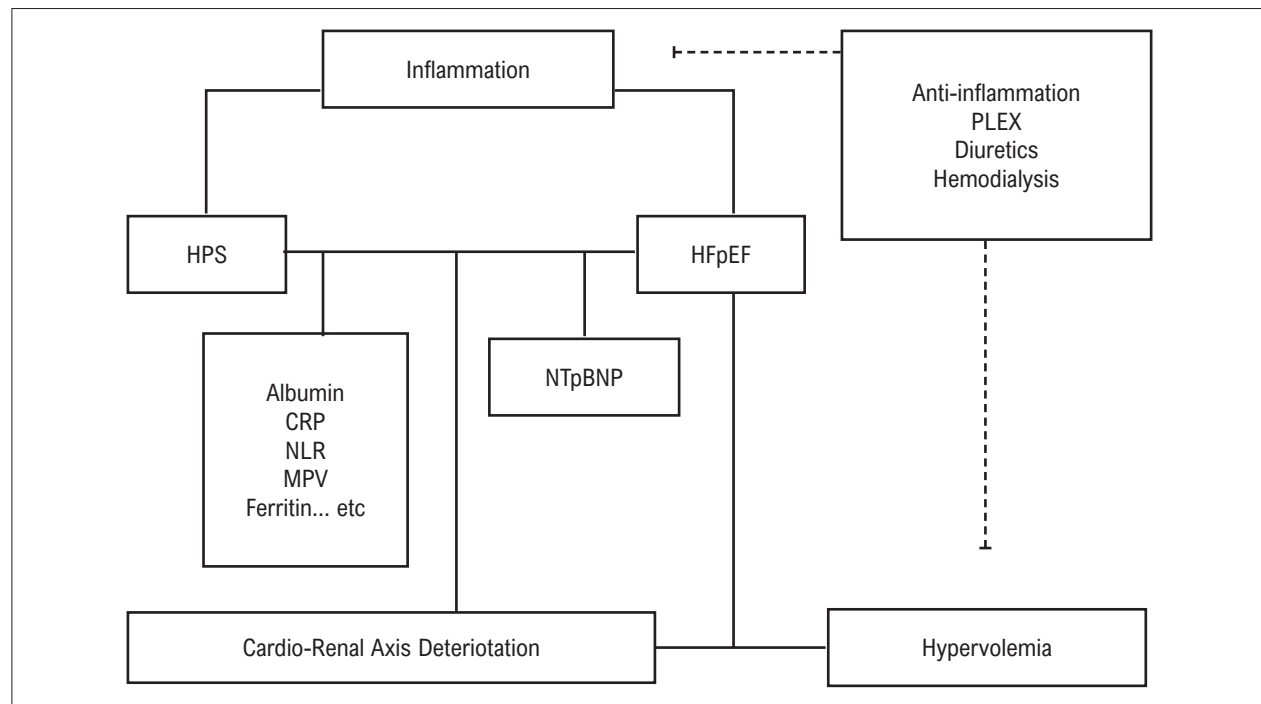 Inflammation
Anti-inflammation
PLEX
Diuretics
Hemodialysis
HPS
HFpEF
Albumin
CRP
NLR
MPV
Ferritin... etc
NTpBNP
Cardio-Renal Axis Deteriotation
Hypervolemia